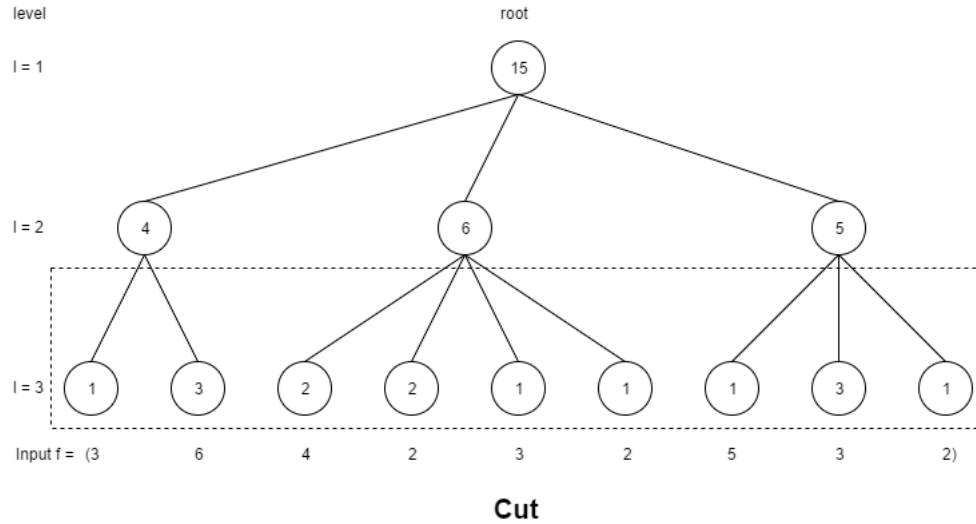 level root
l = 1 15
l = 2 4 6 5
l = 3 1 3 2 2 1 1 1 3 1
Input f = (3 6 4 2 3 2 5 3 2)
Cut